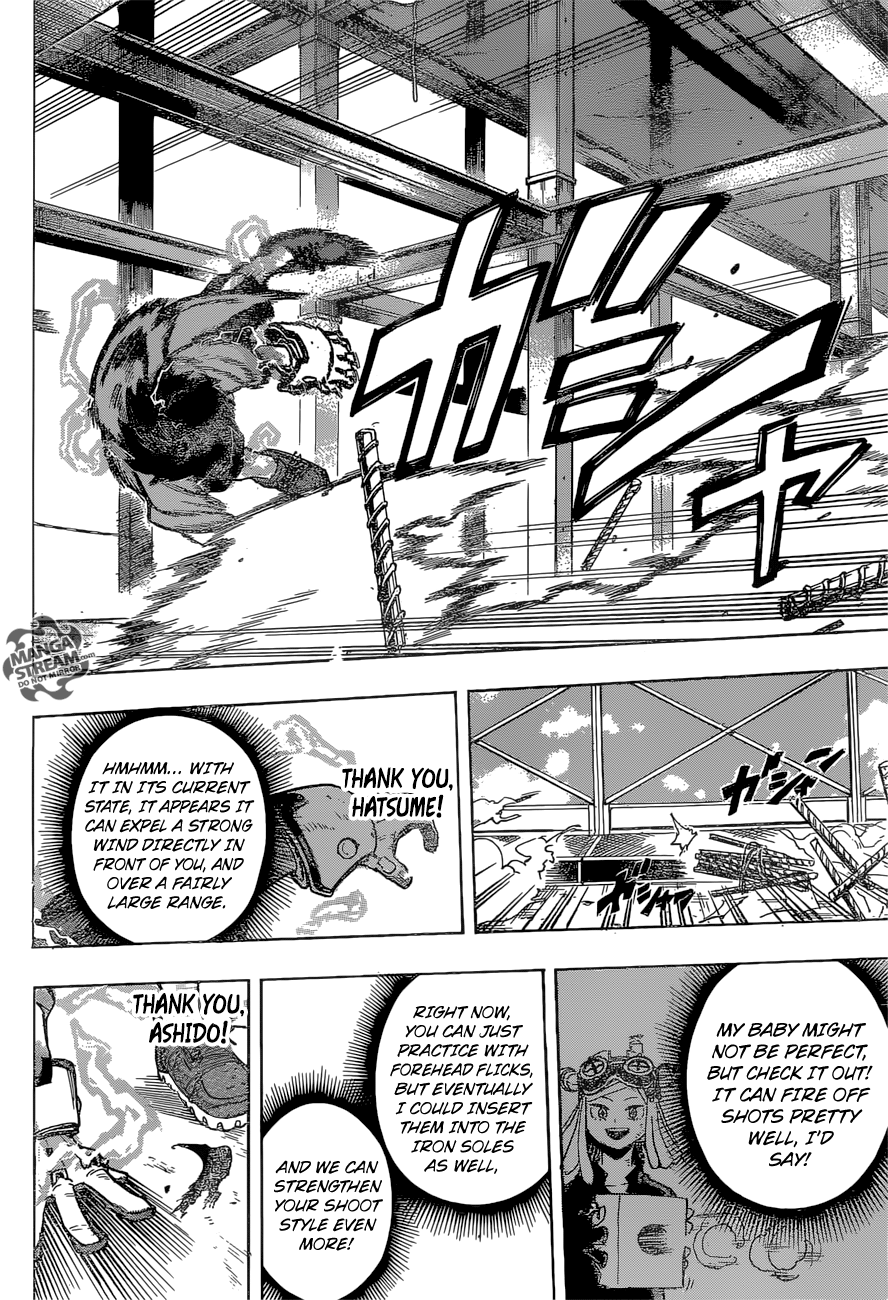 ガシャ
MANGA
STREAM.com
DO NOT MIRROR
ガシャン
ガシャ
THANK YOU,
HATSUME!
HMHMM... WITH
IT IN ITS CURRENT
STATE, IT APPEARS IT
CAN EXPEL A STRONG
WIND DIRECTLY IN
FRONT OF YOU, AND
OVER A FAIRLY
LARGE RANGE.
MY BABY MIGHT
NOT BE PERFECT,
BUT CHECK IT OUT!
IT CAN FIRE OFF
SHOTS PRETTY
WELL, I'D
SAY!
RIGHT NOW,
YOU CAN JUST
PRACTICE WITH
FOREHEAD FLICKS,
BUT EVENTUALLY
I COULD INSERT
THEM INTO THE
IRON SOLES
AS WELL,
AND WE CAN
STRENGTHEN
YOUR SHOOT
STYLE EVEN
MORE!
THANK YOU,
ASHIDO!